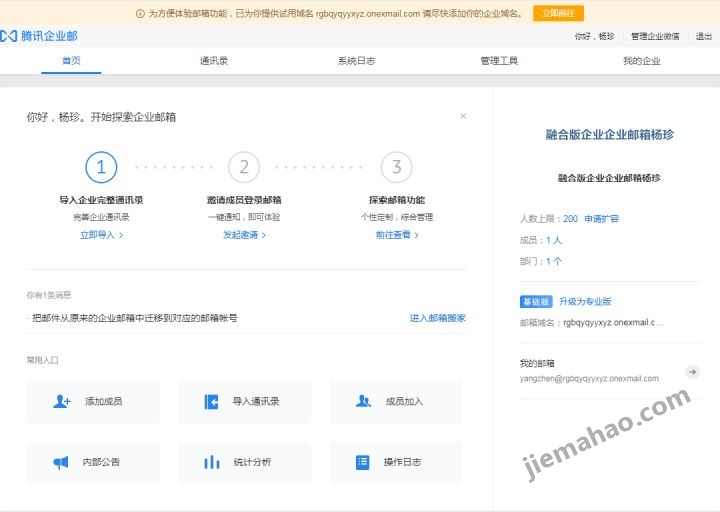 为方便体验邮箱功能，已为你提供试用域名 rgbqyqyyxyz.onexmail.com 请尽快添加你的企业域名。 立即前往
腾讯企业邮
你好，杨珍 管理企业微信 退出
首页 通讯录 系统日志 管理工具 我的企业
你好，杨珍。开始探索企业邮箱 ×
1 2 3
导入企业完整通讯录 邀请成员登录邮箱 探索邮箱功能
完善企业通讯录 一键通知，即可体验 个性定制，综合管理
立即导入 > 发起邀请 > 前往查看 >
你有1条消息
· 把邮件从原来的企业邮箱中迁移到对应的邮箱帐号 进入邮箱搬家
常用入口
添加成员 导入通讯录 成员加入
内部公告 统计分析 操作日志
融合版企业企业邮箱杨珍
融合版企业企业邮箱杨珍
人数上限：200 申请扩容
成员：1 人
部门：1 个
基础版 升级为专业版
邮箱域名：rgbqyqyyxyz.onexmail.c...
我的邮箱
yangzhen@rgbqyqyyxyz.onexmail.com
jiemahao.com